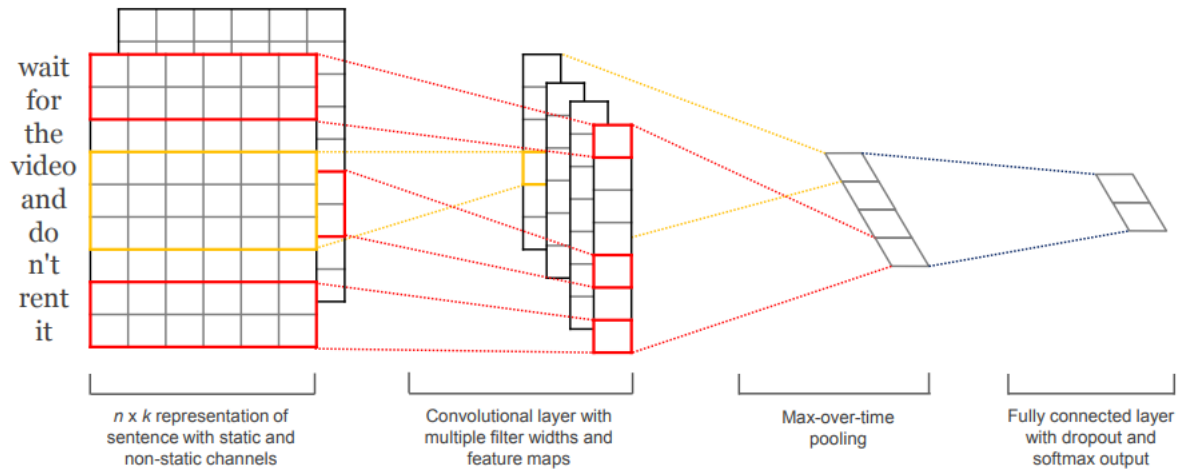 wait
for
the
video
and
do
n't
rent
it
n x k representation of
sentence with static and
non-static channels
Convolutional layer with
multiple filter widths and
feature maps
Max-over-time
pooling
Fully connected layer
with dropout and
softmax output